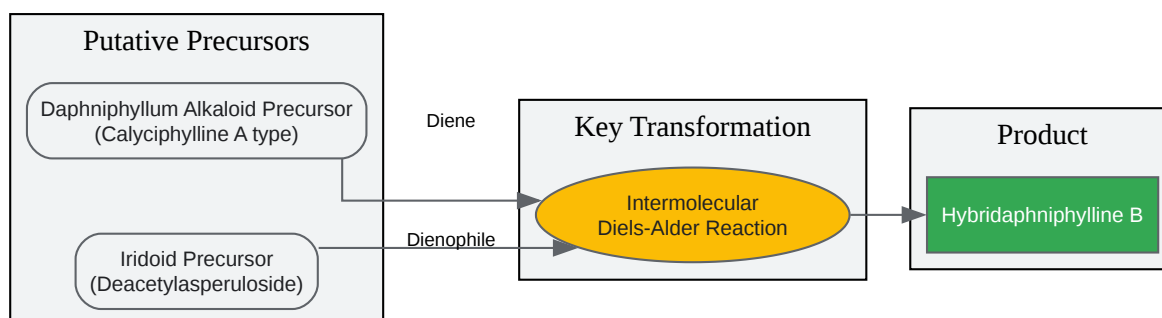 Putative Precursors
Daphniphyllum Alkaloid Precursor
(Calyciphylline A type)
Iridoid Precursor
(Deacetylasperuloside)
Diene
Dienophile
Key Transformation
Intermolecular
Diels-Alder Reaction
Product
Hybridaphniphylline B